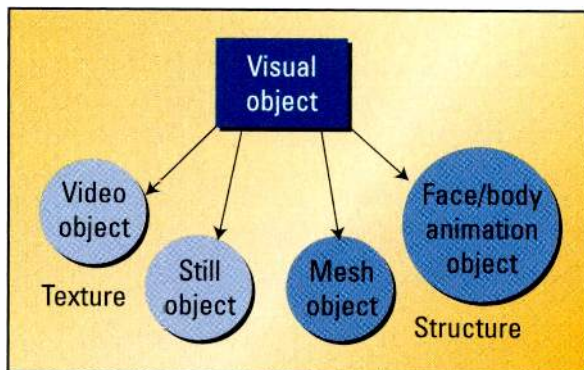 Visual
object
Video
object
Texture
Still
object
Mesh
object
Face/body
animation
object
Structure